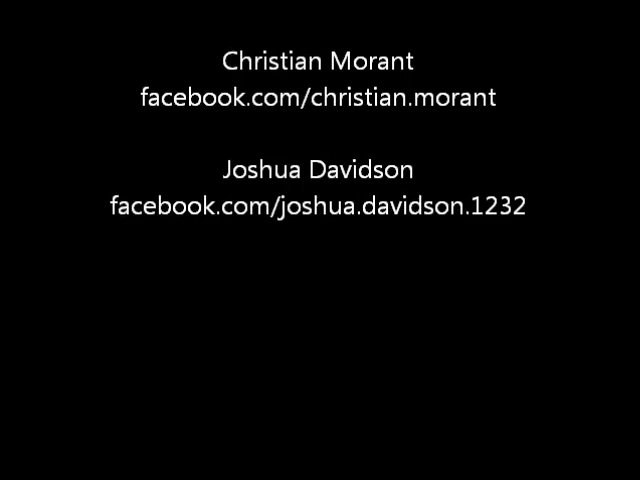 Christian Morant
facebook.com/christian.morant
Joshua Davidson
facebook.com/joshua.davidson.1232